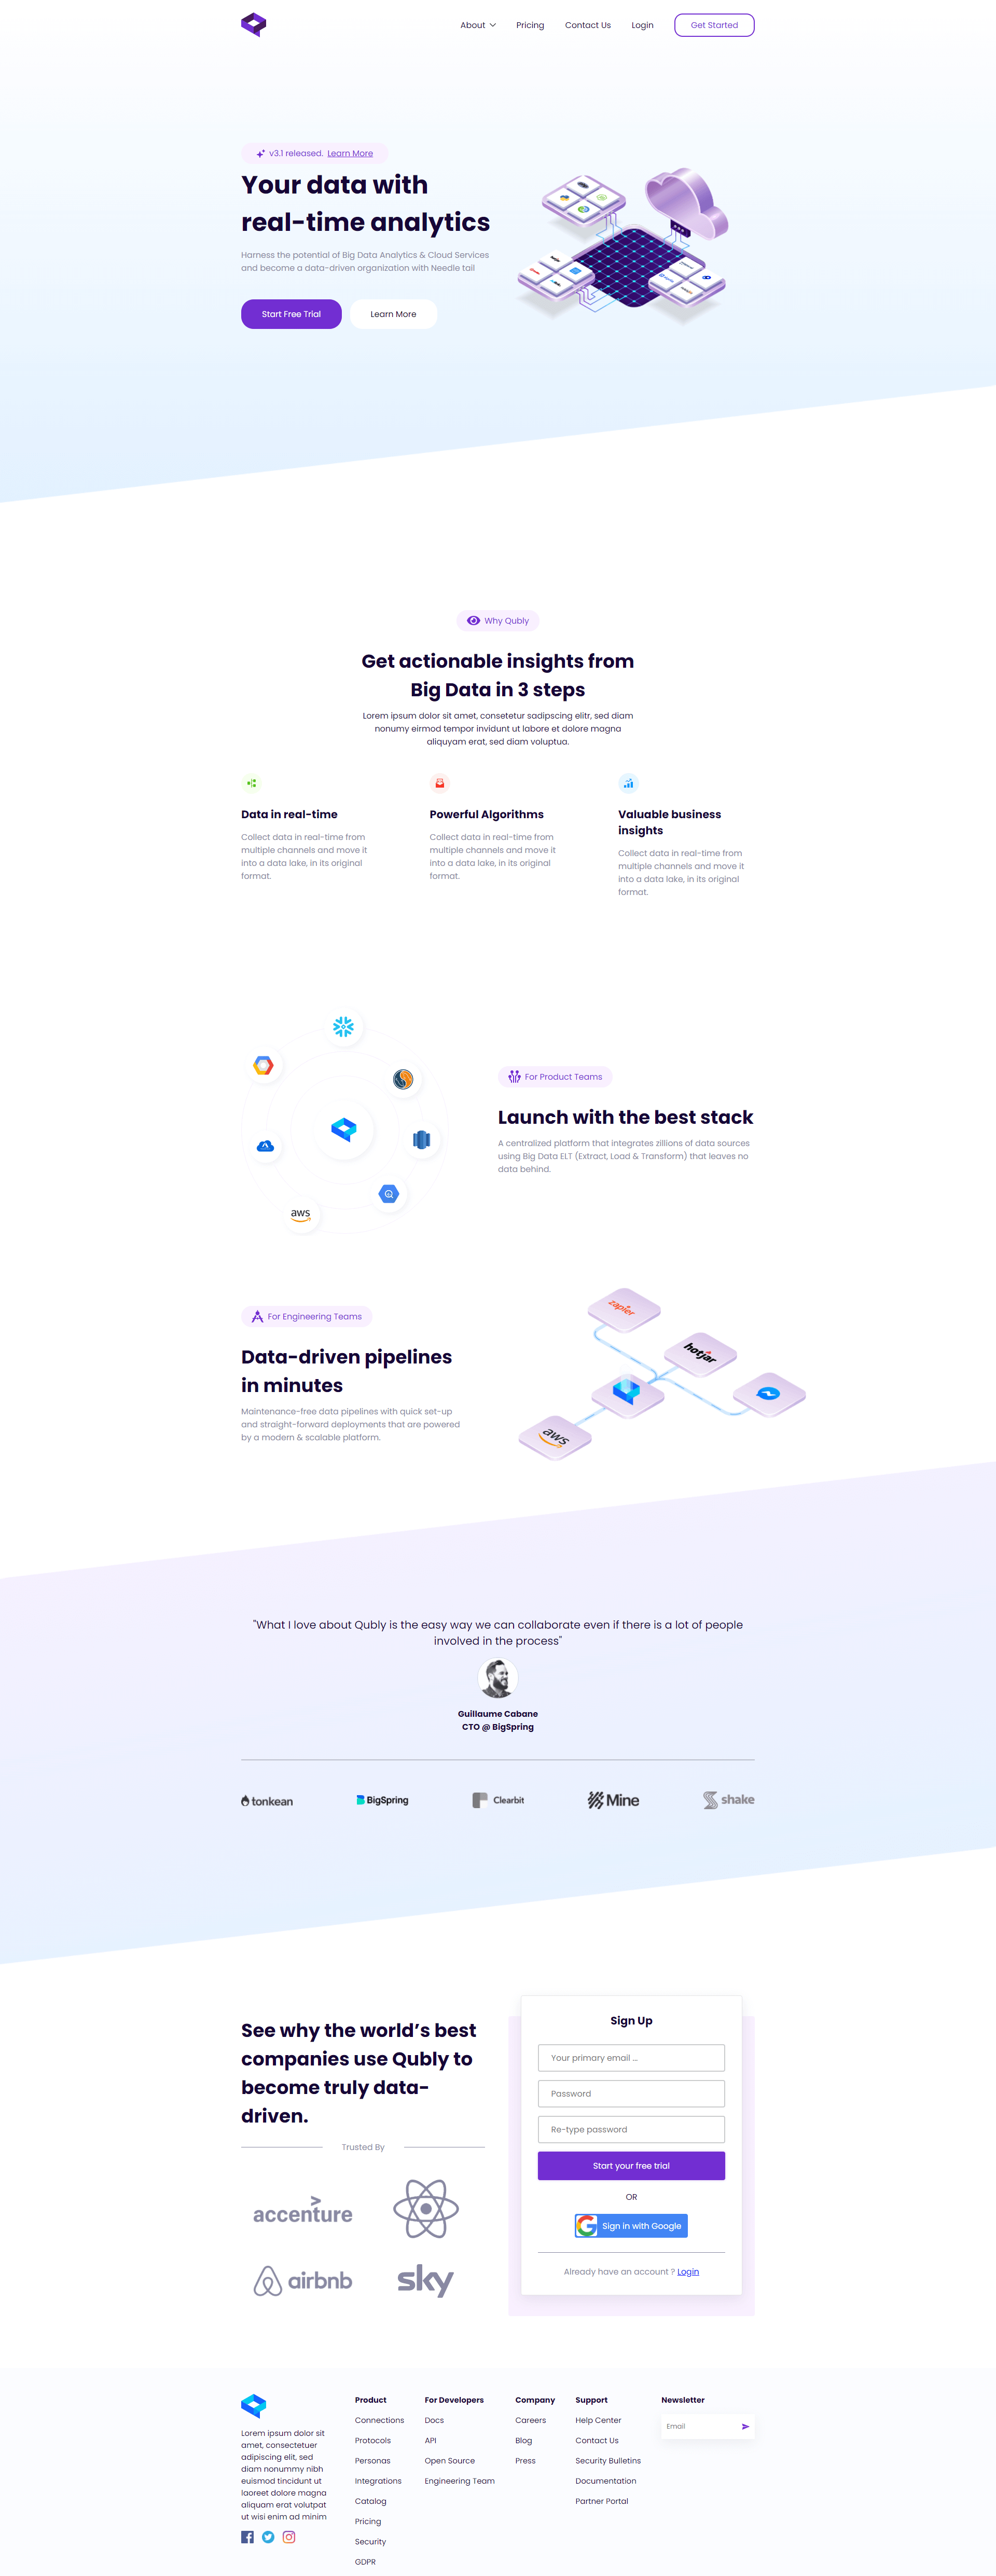 About
Pricing
Contact Us
Login
Get Started
v3.1 released. Learn More
Your data with
real-time analytics
Harness the potential of Big Data Analytics & Cloud Services
and become a data-driven organization with Needle tail
Start Free Trial
Learn More
Why Qubly
Get actionable insights from
Big Data in 3 steps
Lorem ipsum dolor sit amet, consetetur sadipscing elitr, sed diam
nonumy eirmod tempor invidunt ut labore et dolore magna
aliquyam erat, sed diam voluptua.
Data in real-time
Collect data in real-time from
multiple channels and move it
into a data lake, in its original
format.
Powerful Algorithms
Collect data in real-time from
multiple channels and move it
into a data lake, in its original
format.
Valuable business
insights
Collect data in real-time from
multiple channels and move it
into a data lake, in its original
format.
aws
For Product Teams
Launch with the best stack
A centralized platform that integrates zillions of data sources
using Big Data ELT (Extract, Load & Transform) that leaves no
data behind.
For Engineering Teams
Data-driven pipelines
in minutes
Maintenance-free data pipelines with quick set-up
and straight-forward deployments that are powered
by a modern & scalable platform.
zapier
hotjar
aws
"What I love about Qubly is the easy way we can collaborate even if there is a lot of people
involved in the process"
Guillaume Cabane
CTO @ BigSpring
tonkean
BigSpring
Clearbit
Mine
shake
See why the world's best
companies use Qubly to
become truly data-
driven.
Trusted By
accenture
airbnb
sky
Sign Up
Your primary email ...
Password
Re-type password
Start your free trial
OR
Sign in with Google
Already have an account ? Login
Lorem ipsum dolor sit
amet, consectetuer
adipiscing elit, sed
diam nonummy nibh
euismod tincidunt ut
laoreet dolore magna
aliquam erat volutpat
ut wisi enim ad minim
Product
Connections
Protocols
Personas
Integrations
Catalog
Pricing
Security
GDPR
For Developers
Docs
API
Open Source
Engineering Team
Company
Careers
Blog
Press
Support
Help Center
Contact Us
Security Bulletins
Documentation
Partner Portal
Newsletter
Email